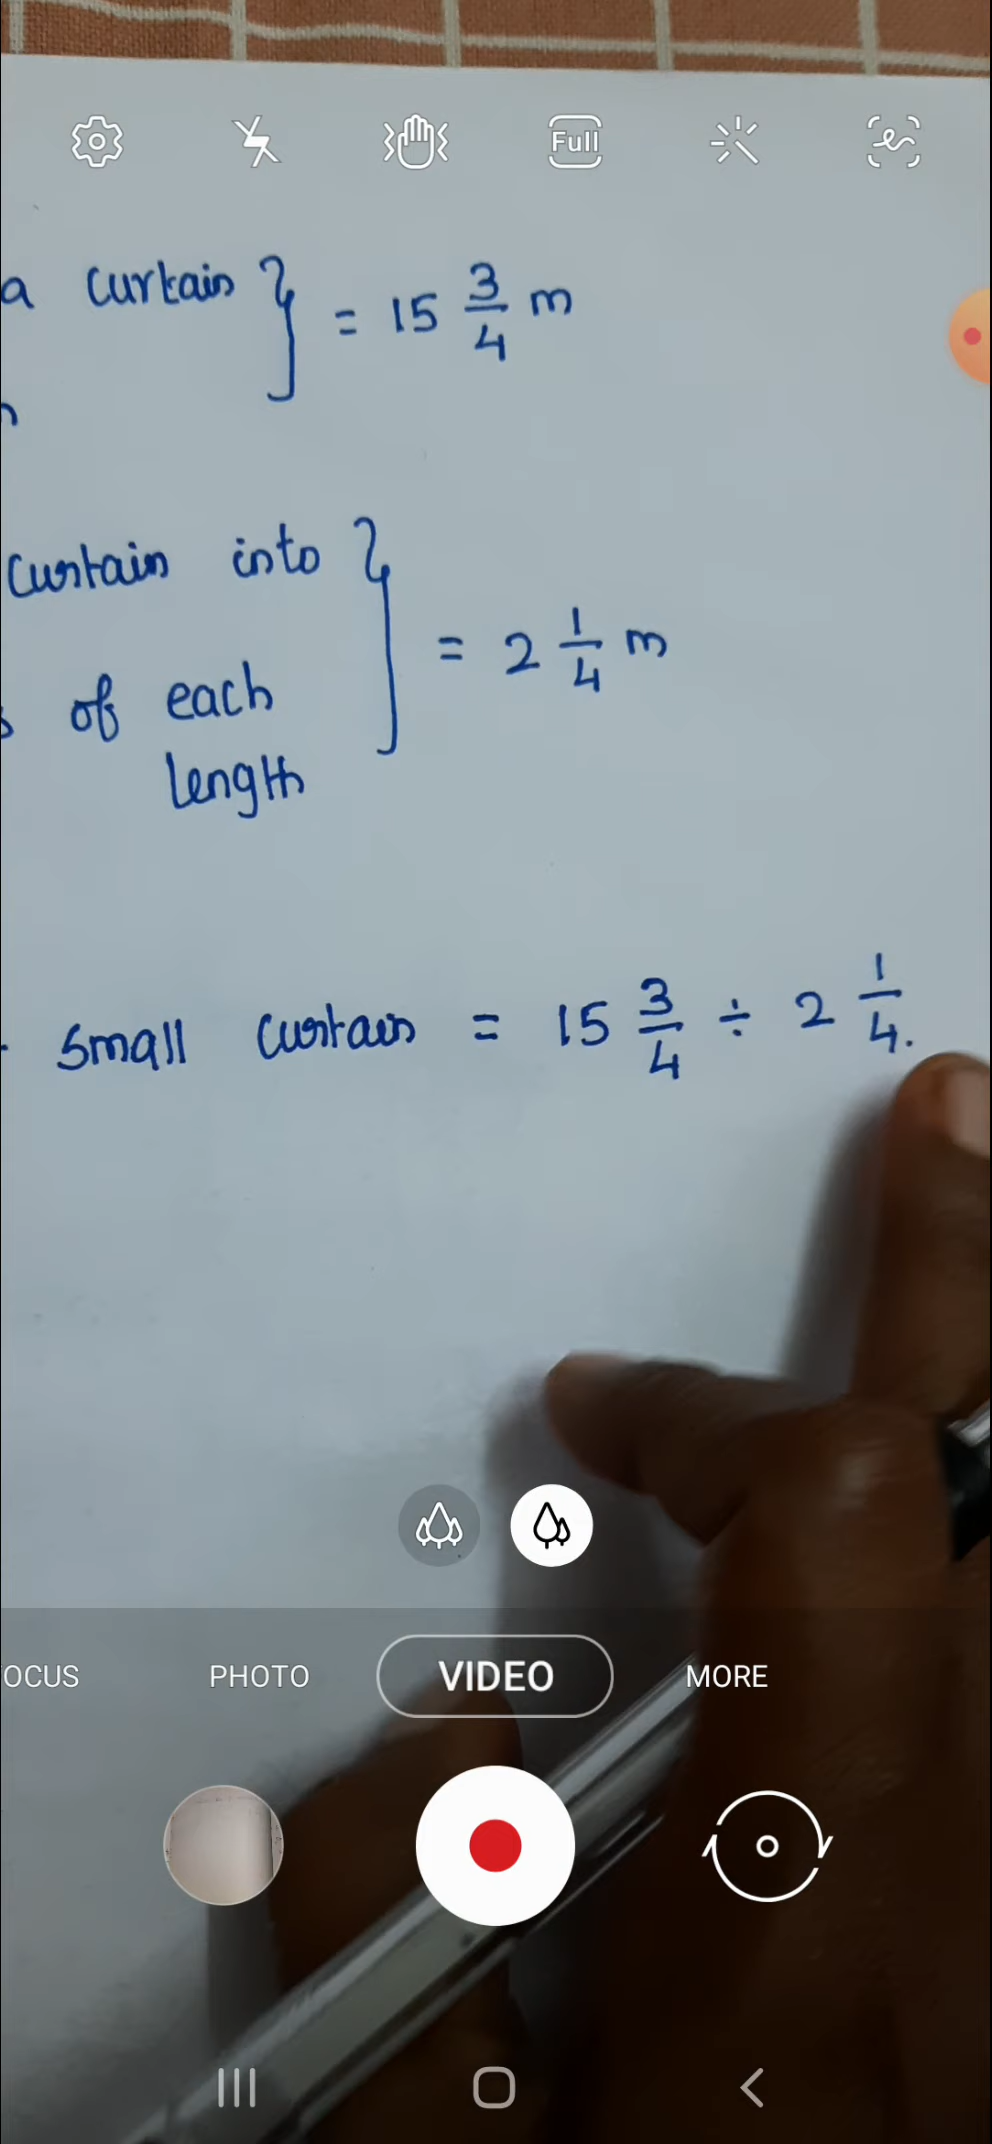 Full
a curtain } = 15 3/4 m
curtain into } = 2 1/4 m
of each
length
small curtain = 15 3/4 ÷ 2 1/4.
OCUS PHOTO VIDEO MORE